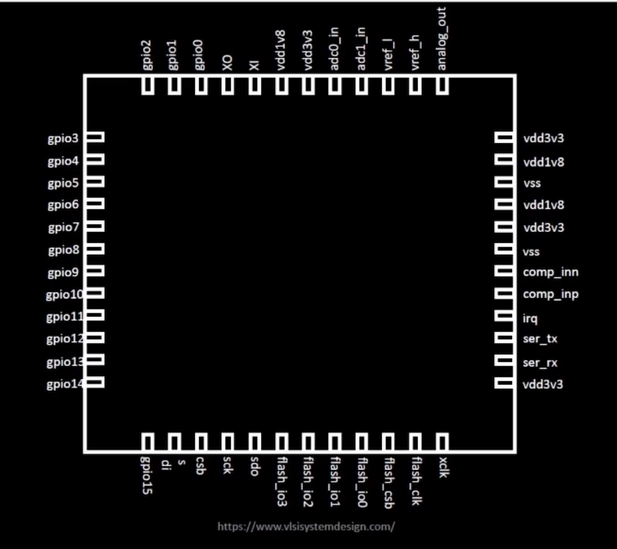 gpio2
gpio1
gpio0
XO
XI
vdd1v8
vdd3v3
adc0_in
adc1_in
vref_l
vref_h
analog_out
gpio3
gpio4
gpio5
gpio6
gpio7
gpio8
gpio9
gpio10
gpio11
gpio12
gpio13
gpio14
vdd3v3
vdd1v8
vss
vdd1v8
vdd3v3
vss
comp_inn
comp_inp
irq
ser_tx
ser_rx
vdd3v3
gpio15
s
di
csb
sck
sdo
flash_io3
flash_io2
flash_io1
flash_io0
flash_csb
flash_clk
xclk
https://www.vlsisystemdesign.com/